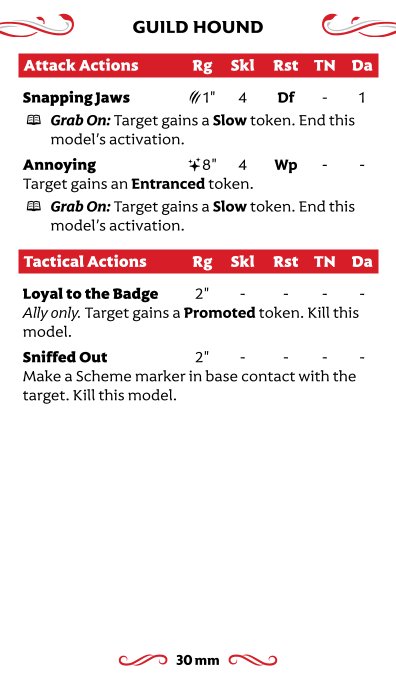 GUILD HOUND
Attack Actions Rg Skl Rst TN Da
Snapping Jaws 1" 4 Df - 1
Grab On: Target gains a Slow token. End this
model's activation.
Annoying 8" 4 Wp - -
Target gains an Entranced token.
Grab On: Target gains a Slow token. End this
model's activation.
Tactical Actions Rg Skl Rst TN Da
Loyal to the Badge 2" - - - -
Ally only. Target gains a Promoted token. Kill this
model.
Sniffed Out 2" - - - -
Make a Scheme marker in base contact with the
target. Kill this model.
30 mm